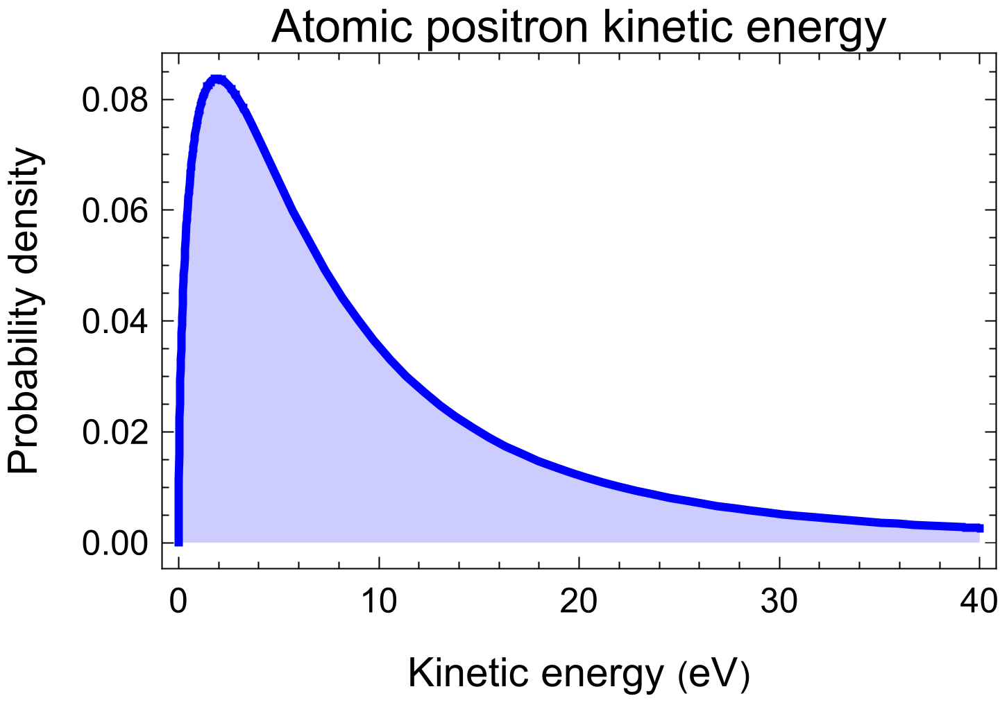 Atomic positron kinetic energy
Probability density
0.08
0.06
0.04
0.02
0.00
0 10 20 30 40
Kinetic energy (eV)